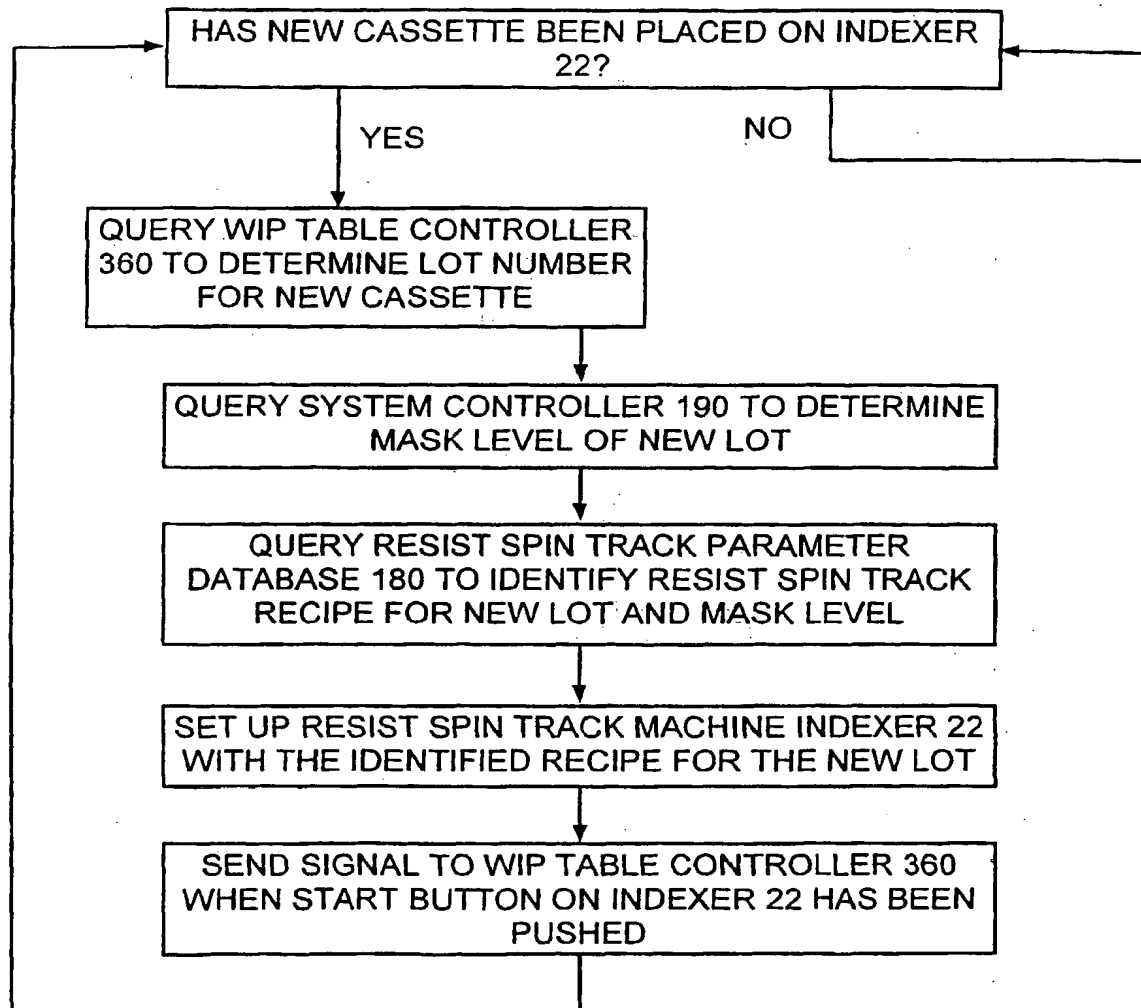 HAS NEW CASSETTE BEEN PLACED ON INDEXER
22?
YES
NO
QUERY WIP TABLE CONTROLLER
360 TO DETERMINE LOT NUMBER
FOR NEW CASSETTE
QUERY SYSTEM CONTROLLER 190 TO DETERMINE
MASK LEVEL OF NEW LOT
QUERY RESIST SPIN TRACK PARAMETER
DATABASE 180 TO IDENTIFY RESIST SPIN TRACK
RECIPE FOR NEW LOT AND MASK LEVEL
SET UP RESIST SPIN TRACK MACHINE INDEXER 22
WITH THE IDENTIFIED RECIPE FOR THE NEW LOT
SEND SIGNAL TO WIP TABLE CONTROLLER 360
WHEN START BUTTON ON INDEXER 22 HAS BEEN
PUSHED